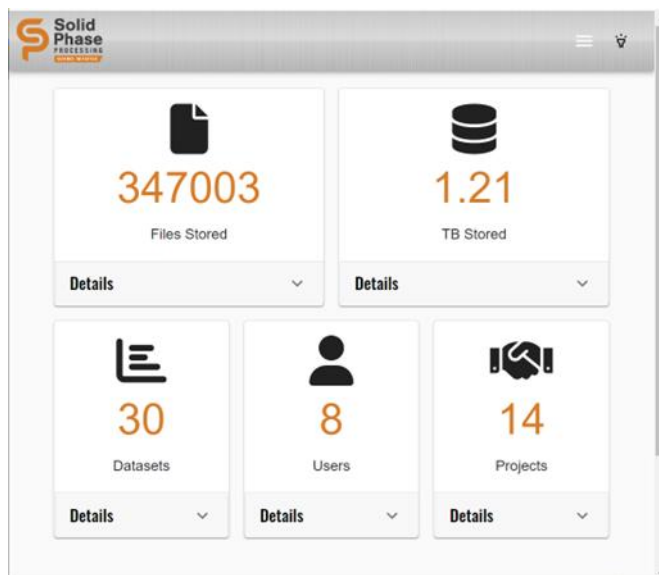 Solid
Phase
PROCESSING
347003
1.21
Files Stored
TB Stored
Details
Details
30
8
14
Datasets
Users
Projects
Details
Details
Details